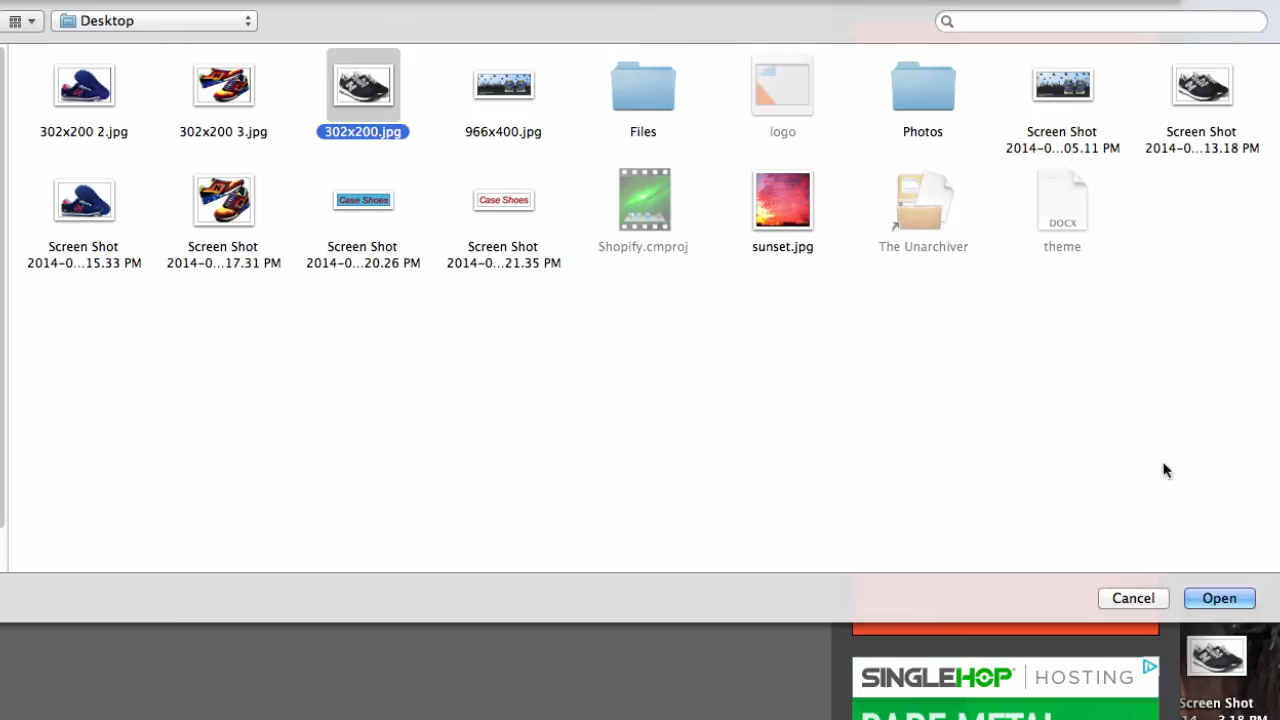 Desktop
302x200 2.jpg
302x200 3.jpg
302x200.jpg
966x400.jpg
Files
logo
Photos
Screen Shot
2014-0...05.11 PM
Screen Shot
2014-0...13.18 PM
Case Shoes
Case Shoes
DOCX
Screen Shot
2014-0...15.33 PM
Screen Shot
2014-0...17.31 PM
Screen Shot
2014-0...20.26 PM
Screen Shot
2014-0...21.35 PM
Shopify.cmproj
sunset.jpg
The Unarchiver
theme
Cancel
Open
SINGLEHOP HOSTING
BARE METAL
Screen Shot